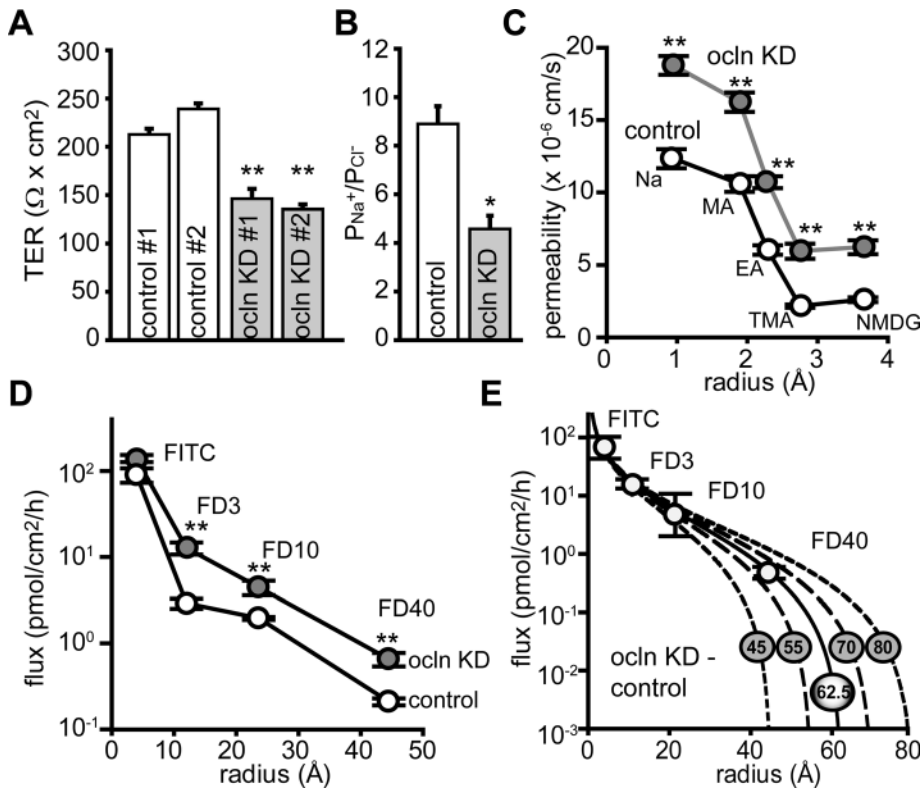 A
TER (Ω x cm²)
300
250
200
150
100
50
0
control #1
control #2
ocln KD #1
ocln KD #2
**
**
B
PNa⁺/PCl⁻
12
10
8
6
4
2
0
control
ocln KD
*
C
permeability (x 10⁻⁶ cm/s)
20
15
10
5
0
** ocln KD
**
control
**
Na
MA
EA
** **
TMA
NMDG
0 1 2 3 4
radius (Å)
D
flux (pmol/cm²/h)
10²
10¹
10⁰
10⁻¹
FITC
FD3
**
FD10
**
FD40
**
ocln KD
control
0 10 20 30 40 50
radius (Å)
E
flux (pmol/cm²/h)
10²
10¹
10⁰
10⁻¹
10⁻²
10⁻³
FITC
FD3
FD10
FD40
45 55 70 80
62.5
ocln KD -
control
0 20 40 60 80
radius (Å)